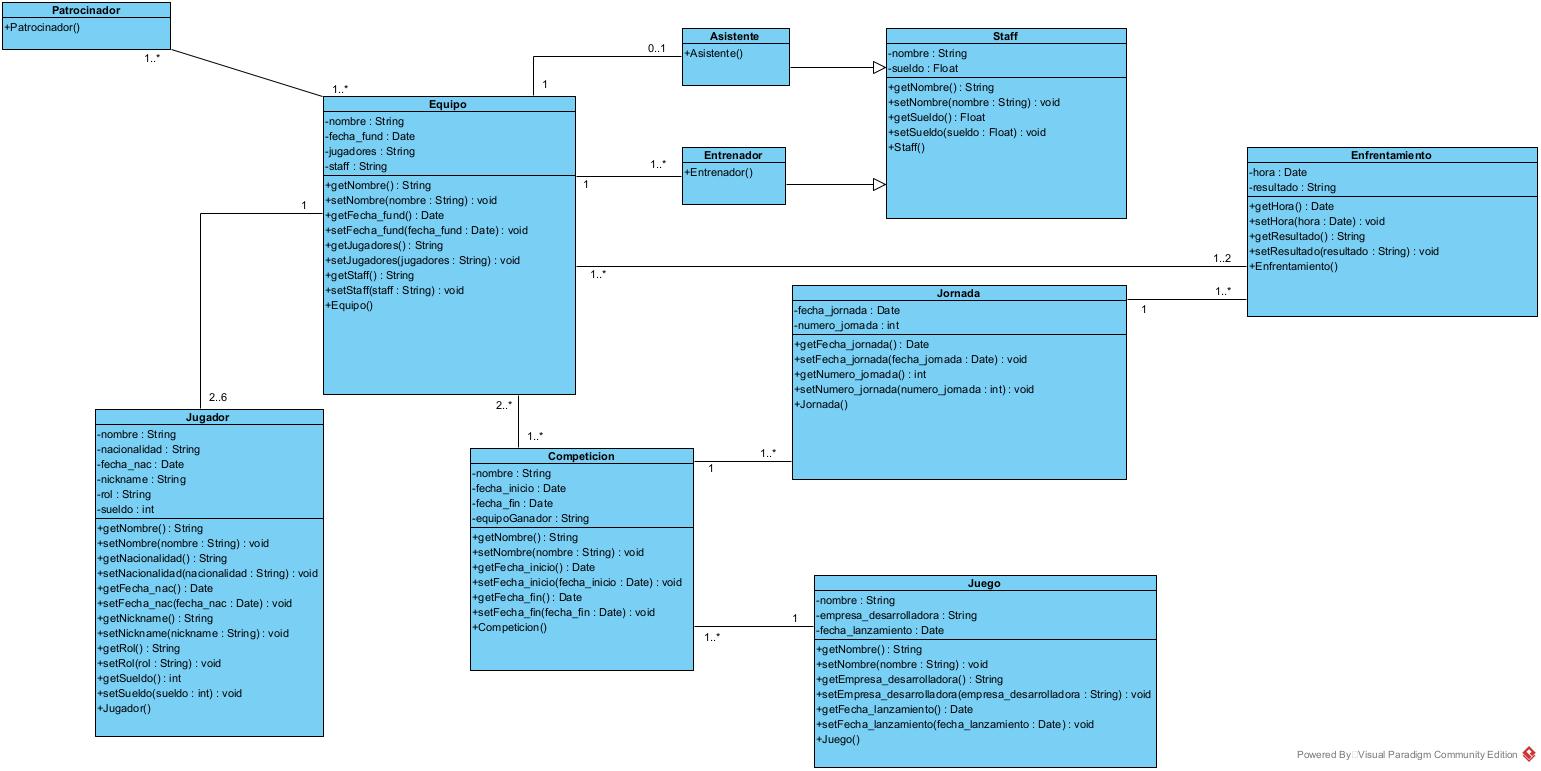 Patrocinador
+Patrocinador()
1..*
1..*
Equipo
-nombre : String
-fecha_fund : Date
-jugadores : String
-staff : String
+getNombre() : String
+setNombre(nombre : String) : void
+getFecha_fund() : Date
+setFecha_fund(fecha_fund : Date) : void
+getJugadores() : String
+setJugadores(jugadores : String) : void
+getStaff() : String
+setStaff(staff : String) : void
+Equipo()
0..1
1
Asistente
+Asistente()
1..*
1
Entrenador
+Entrenador()
Staff
-nombre : String
-sueldo : Float
+getNombre() : String
+setNombre(nombre : String) : void
+getSueldo() : Float
+setSueldo(sueldo : Float) : void
+Staff()
Enfrentamiento
-hora : Date
-resultado : String
+getHora() : Date
+setHora(hora : Date) : void
+getResultado() : String
+setResultado(resultado : String) : void
+Enfrentamiento()
1..*
1..2
Jornada
-fecha_jornada : Date
-numero_jornada : int
+getFecha_jornada() : Date
+setFecha_jornada(fecha_jornada : Date) : void
+getNumero_jornada() : int
+setNumero_jornada(numero_jornada : int) : void
+Jornada()
1
1..*
1
2..6
Jugador
-nombre : String
-nacionalidad : String
-fecha_nac : Date
-nickname : String
-rol : String
-sueldo : int
+getNombre() : String
+setNombre(nombre : String) : void
+getNacionalidad() : String
+setNacionalidad(nacionalidad : String) : void
+getFecha_nac() : Date
+setFecha_nac(fecha_nac : Date) : void
+getNickname() : String
+setNickname(nickname : String) : void
+getRol() : String
+setRol(rol : String) : void
+getSueldo() : int
+setSueldo(sueldo : int) : void
+Jugador()
2..*
1..*
Competicion
-nombre : String
-fecha_inicio : Date
-fecha_fin : Date
-equipoGanador : String
+getNombre() : String
+setNombre(nombre : String) : void
+getFecha_inicio() : Date
+setFecha_inicio(fecha_inicio : Date) : void
+getFecha_fin() : Date
+setFecha_fin(fecha_fin : Date) : void
+Competicion()
1
1..*
1..*
1
Juego
-nombre : String
-empresa_desarrolladora : String
-fecha_lanzamiento : Date
+getNombre() : String
+setNombre(nombre : String) : void
+getEmpresa_desarrolladora() : String
+setEmpresa_desarrolladora(empresa_desarrolladora : String) : void
+getFecha_lanzamiento() : Date
+setFecha_lanzamiento(fecha_lanzamiento : Date) : void
+Juego()
Powered By Visual Paradigm Community Edition